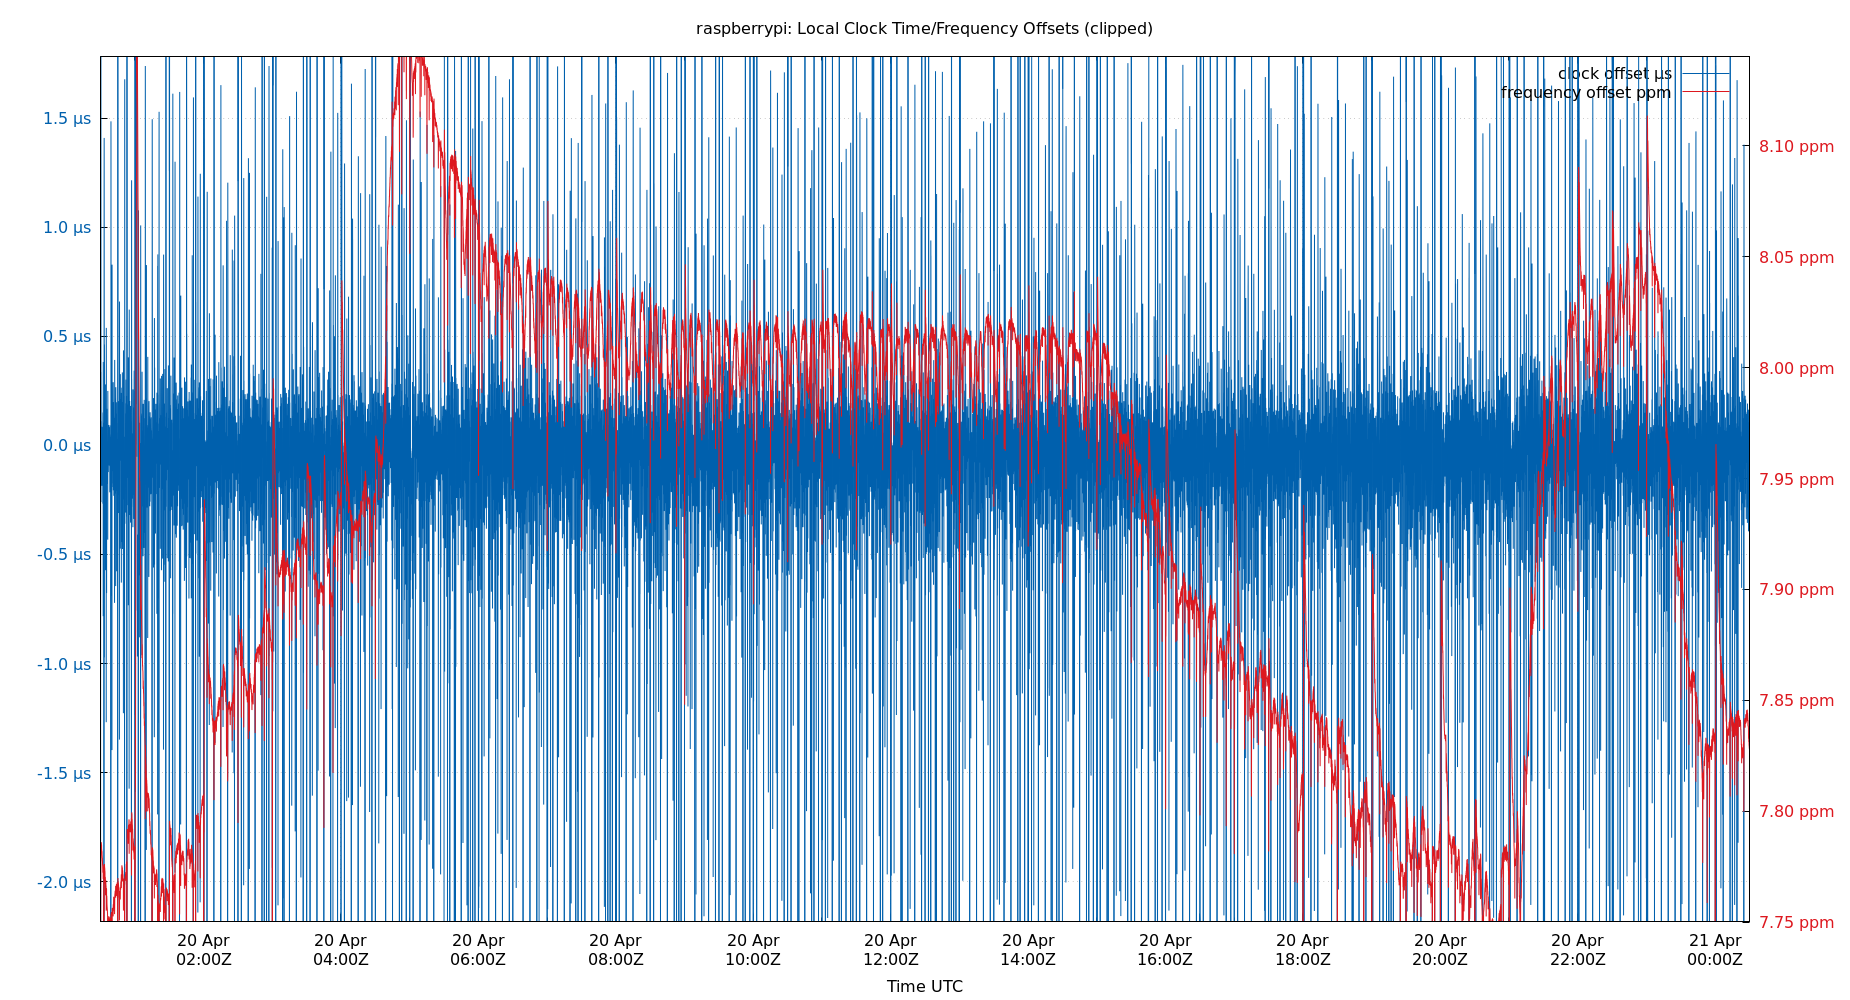 raspberrypi: Local Clock Time/Frequency Offsets (clipped)
clock offset µs
frequency offset ppm
1.5 µs
1.0 µs
0.5 µs
0.0 µs
-0.5 µs
-1.0 µs
-1.5 µs
-2.0 µs
8.10 ppm
8.05 ppm
8.00 ppm
7.95 ppm
7.90 ppm
7.85 ppm
7.80 ppm
7.75 ppm
20 Apr 20 Apr 20 Apr 20 Apr 20 Apr 20 Apr 20 Apr 20 Apr 20 Apr 20 Apr 20 Apr 21 Apr
02:00Z 04:00Z 06:00Z 08:00Z 10:00Z 12:00Z 14:00Z 16:00Z 18:00Z 20:00Z 22:00Z 00:00Z
Time UTC